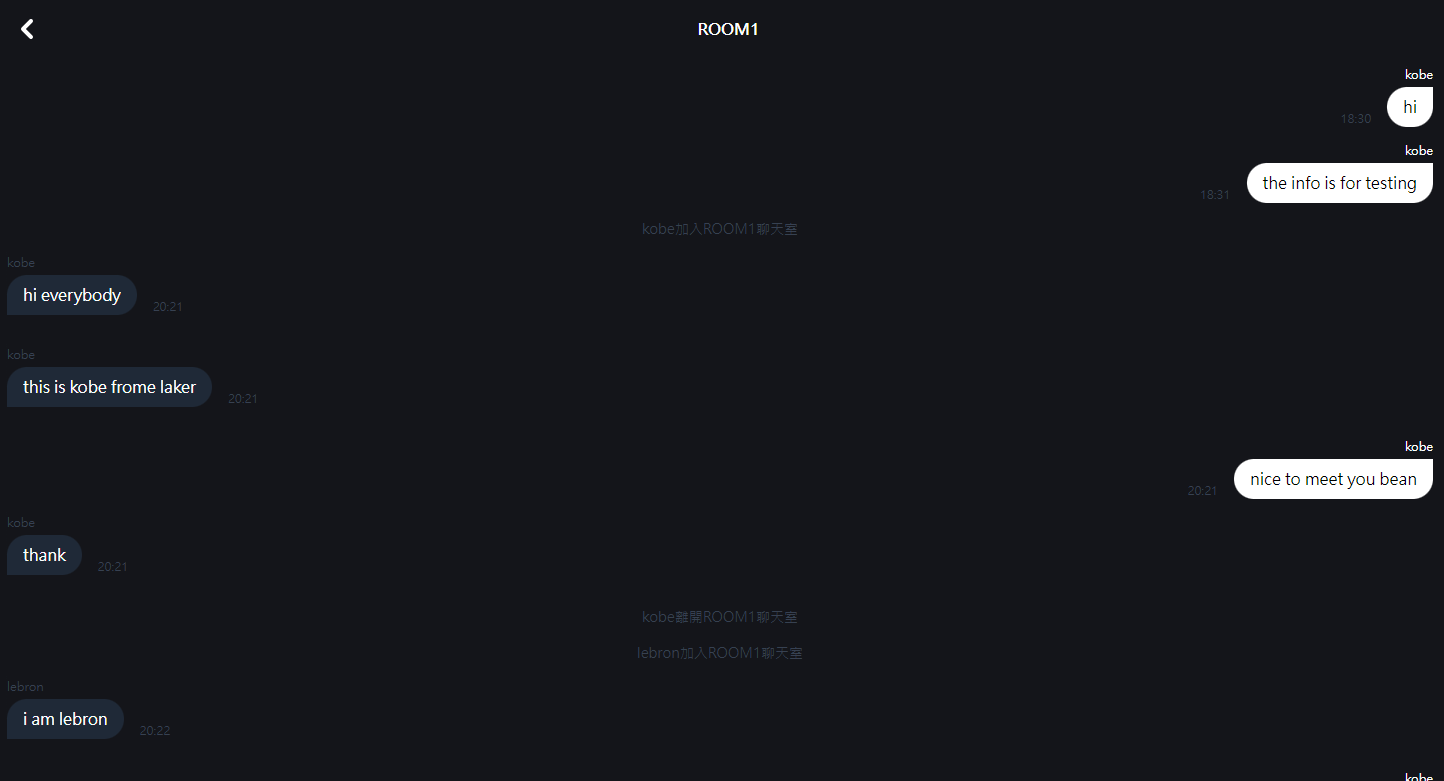 ROOM1
kobe
hi
18:30
kobe
the info is for testing
18:31
kobe加入ROOM1聊天室
kobe
hi everybody
20:21
kobe
this is kobe frome laker
20:21
kobe
nice to meet you bean
20:21
kobe
thank
20:21
kobe離開ROOM1聊天室
lebron加入ROOM1聊天室
lebron
i am lebron
20:22
kobe